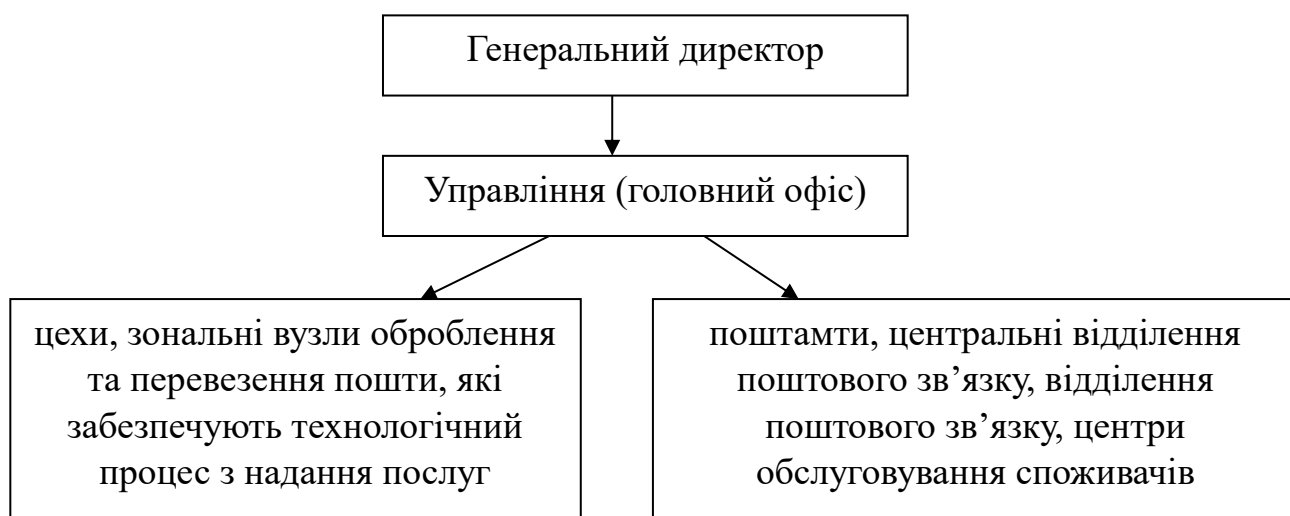 Генеральний директор
Управління (головний офіс)
цехи, зональні вузли оброблення
та перевезення пошти, які
забезпечують технологічний
процес з надання послуг
поштамти, центральні відділення
поштового зв’язку, відділення
поштового зв’язку, центри
обслуговування споживачів